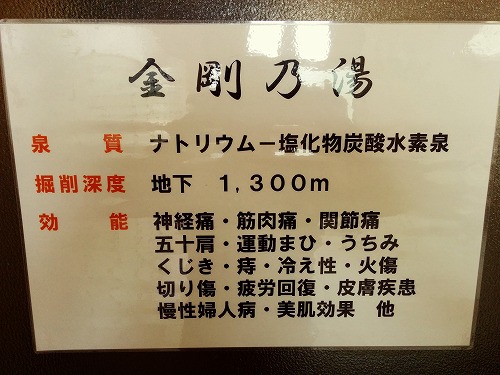 金剛乃湯
泉　　質　ナトリウムー塩化物炭酸水素泉
掘削深度　地下　1,300m
効　　能　神経痛・筋肉痛・関節痛
五十肩・運動まひ・うちみ
くじき・痔・冷え性・火傷
切り傷・疲労回復・皮膚疾患
慢性婦人病・美肌効果　他